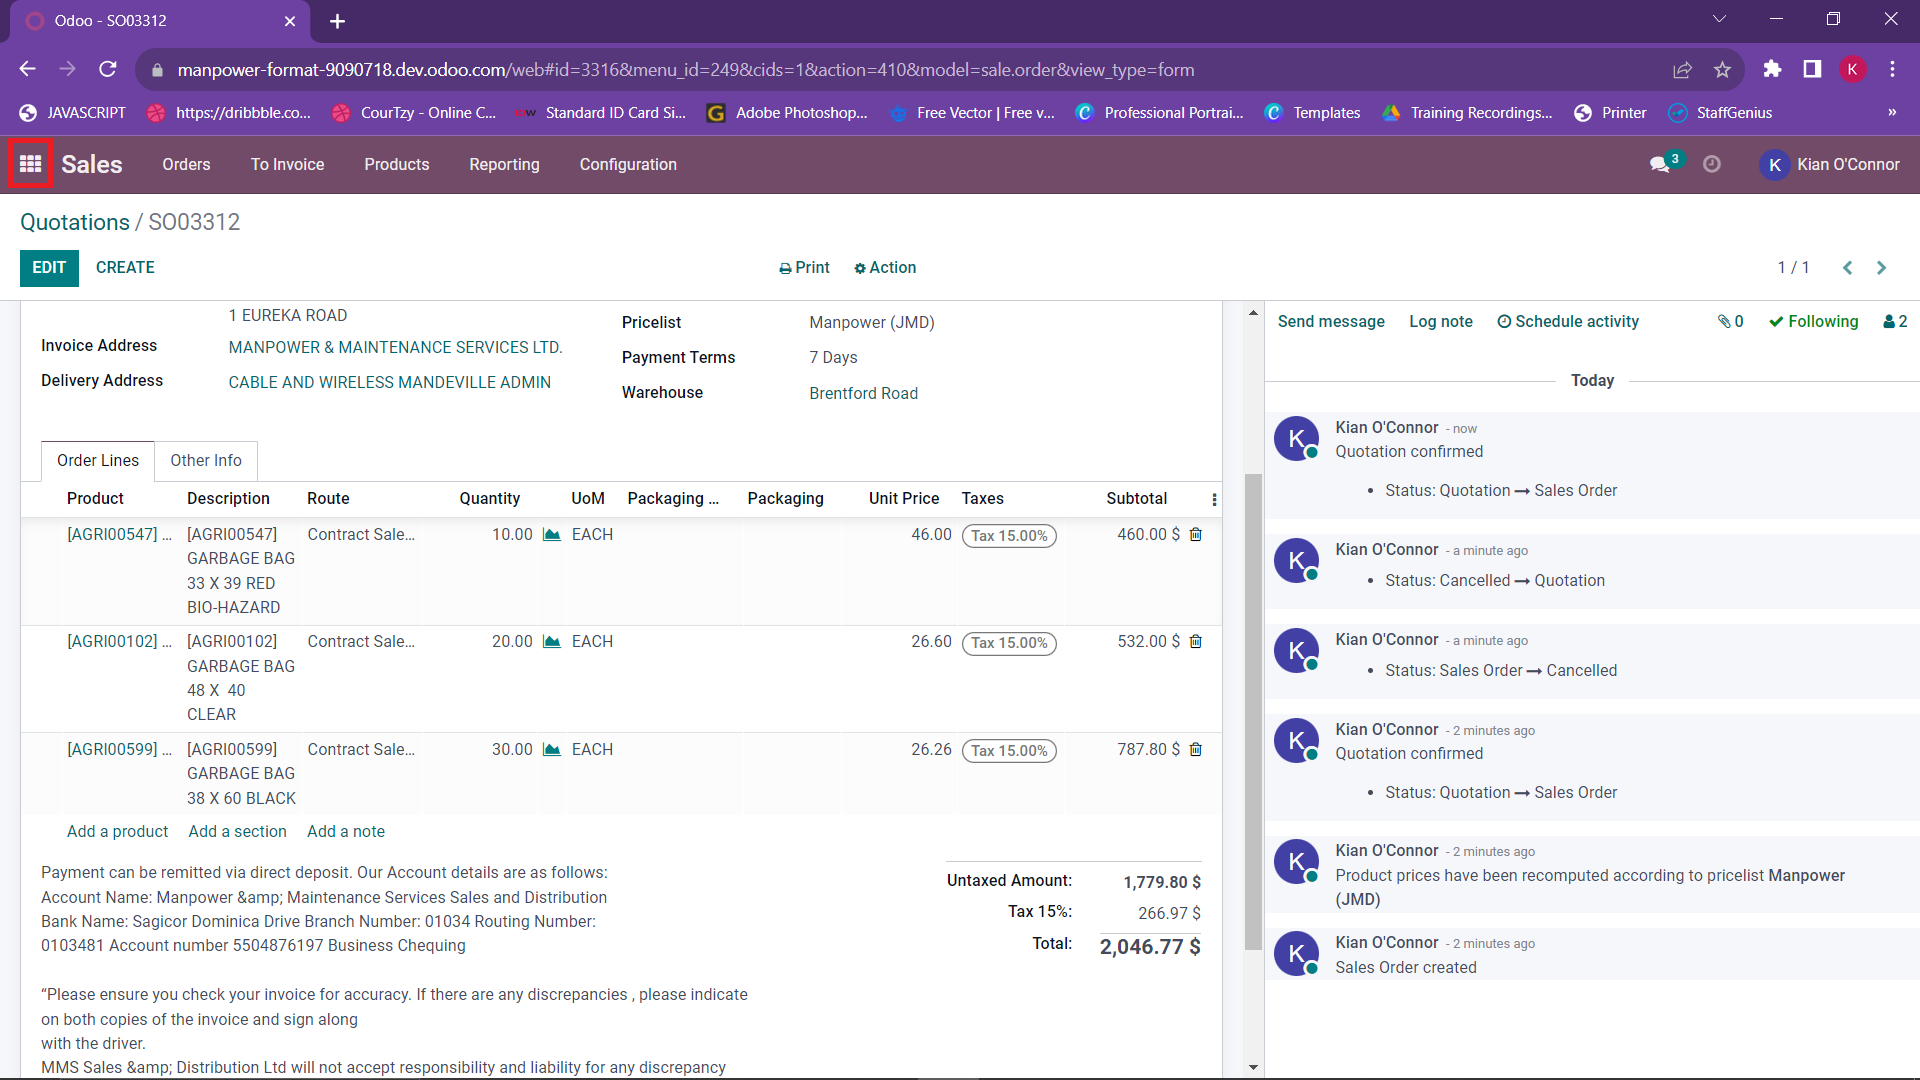 Odoo - SO03312
manpower-format-9090718.dev.odoo.com/web#id=3316&menu_id=249&cids=1&action=410&model=sale.order&view_type=form
K
JAVASCRIPT
https://dribbble.co...
CourTzy - Online C...
Standard ID Card Si...
Adobe Photoshop,...
Free Vector | Free v...
Professional Portrai...
Templates
Training Recordings...
Printer
StaffGenius
»
Sales
Orders
To Invoice
Products
Reporting
Configuration
3
K
Kian O'Connor
Quotations / SO03312
EDIT
CREATE
Print
Action
1 / 1
1 EUREKA ROAD
Invoice Address
MANPOWER & MAINTENANCE SERVICES LTD.
Delivery Address
CABLE AND WIRELESS MANDEVILLE ADMIN
Pricelist
Manpower (JMD)
Payment Terms
7 Days
Warehouse
Brentford Road
Order Lines
Other Info
Product Description Route Quantity UoM Packaging ... Packaging Unit Price Taxes Subtotal
[AGRI00547] ... [AGRI00547] Contract Sale... 10.00 EACH 46.00 Tax 15.00% 460.00 $
GARBAGE BAG
33 X 39 RED
BIO-HAZARD
[AGRI00102] ... [AGRI00102] Contract Sale... 20.00 EACH 26.60 Tax 15.00% 532.00 $
GARBAGE BAG
48 X 40
CLEAR
[AGRI00599] ... [AGRI00599] Contract Sale... 30.00 EACH 26.26 Tax 15.00% 787.80 $
GARBAGE BAG
38 X 60 BLACK
Add a product
Add a section
Add a note
Payment can be remitted via direct deposit. Our Account details are as follows:
Account Name: Manpower &amp; Maintenance Services Sales and Distribution
Bank Name: Sagicor Dominica Drive Branch Number: 01034 Routing Number:
0103481 Account number 5504876197 Business Chequing
“Please ensure you check your invoice for accuracy. If there are any discrepancies , please indicate
on both copies of the invoice and sign along
with the driver.
MMS Sales &amp; Distribution Ltd will not accept responsibility and liability for any discrepancy
Untaxed Amount: 1,779.80 $
Tax 15%: 266.97 $
Total: 2,046.77 $
Send message
Log note
Schedule activity
0
Following
2
Today
K
Kian O'Connor - now
Quotation confirmed
• Status: Quotation → Sales Order
K
Kian O'Connor - a minute ago
• Status: Cancelled → Quotation
K
Kian O'Connor - a minute ago
• Status: Sales Order → Cancelled
K
Kian O'Connor - 2 minutes ago
Quotation confirmed
• Status: Quotation → Sales Order
K
Kian O'Connor - 2 minutes ago
Product prices have been recomputed according to pricelist Manpower
(JMD)
K
Kian O'Connor - 2 minutes ago
Sales Order created